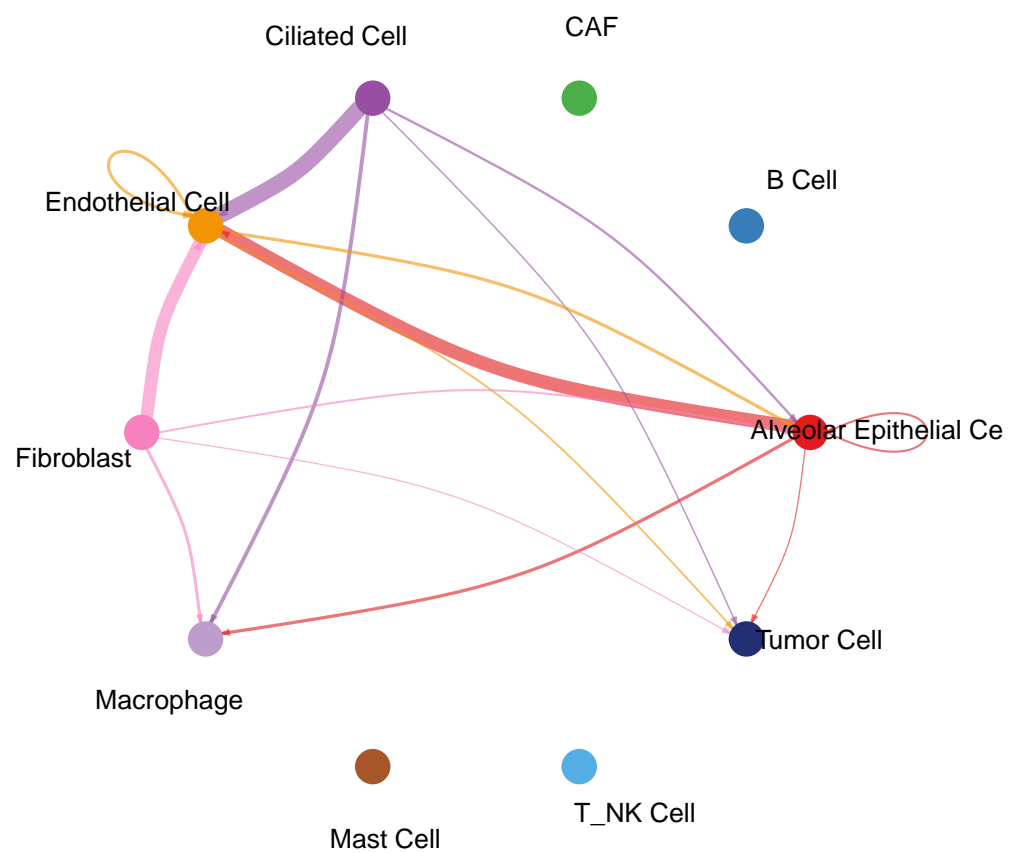 CAF
Ciliated Cell
B Cell
Endothelial Cell
Alveolar Epithelial Ce
Fibroblast
Tumor Cell
Macrophage
T_NK Cell
Mast Cell